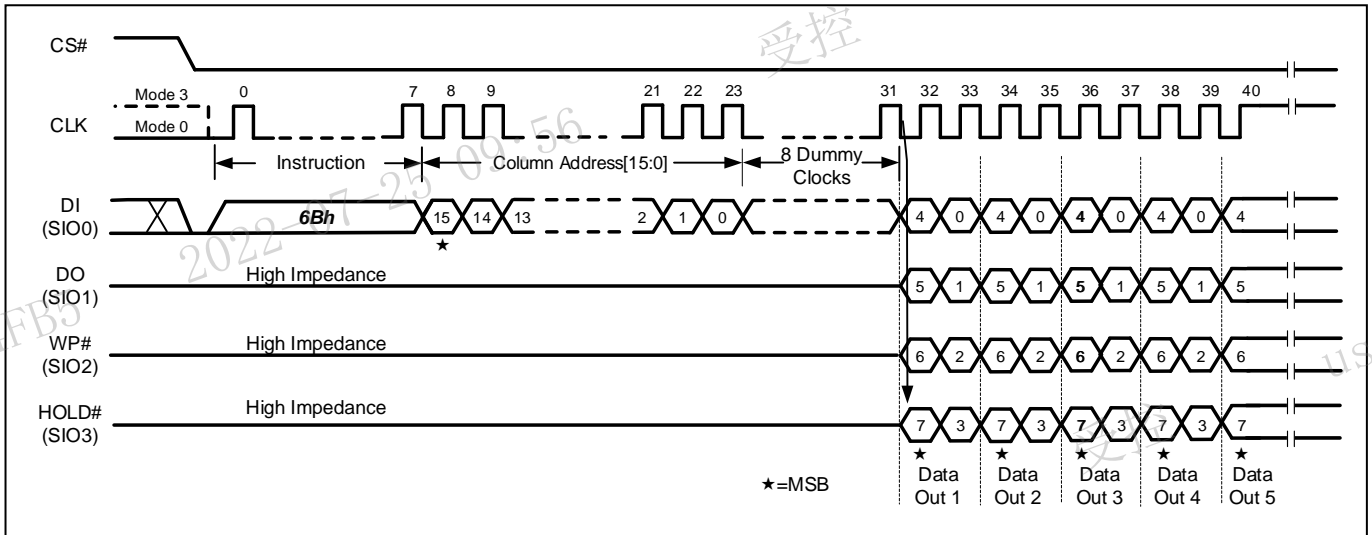 CS#
Mode 3
Mode 0
CLK
0 7 8 9 21 22 23 31 32 33 34 35 36 37 38 39 40
Instruction
Column Address[15:0]
8 Dummy
Clocks
DI
(SIO0)
6Bh
15 14 13 2 1 0 4 0 4 0 4 0 4 0 4
★
DO
(SIO1)
High Impedance
5 1 5 1 5 1 5 1 5
WP#
(SIO2)
High Impedance
6 2 6 2 6 2 6 2 6
HOLD#
(SIO3)
High Impedance
7 3 7 3 7 3 7 3 7
★ ★ ★ ★ ★
★=MSB
Data
Out 1
Data
Out 2
Data
Out 3
Data
Out 4
Data
Out 5
受控
2022-07-25 09:56
FB5
us
受控